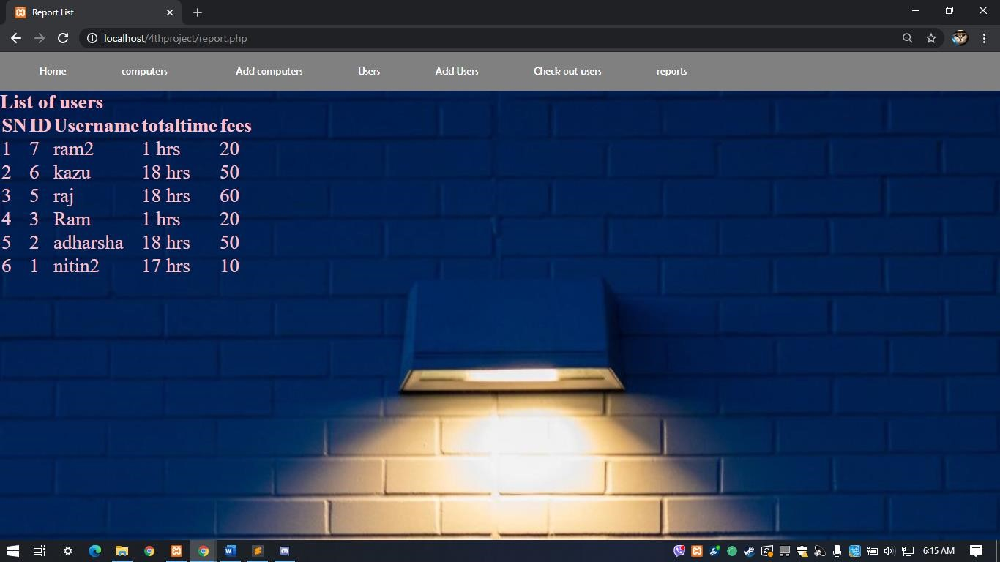 Report List
localhost/4thproject/report.php
Home computers Add computers Users Add Users Check out users reports
List of users
SN ID Username totaltime fees
1 7 ram2 1 hrs 20
2 6 kazu 18 hrs 50
3 5 raj 18 hrs 60
4 3 Ram 1 hrs 20
5 2 adharsha 18 hrs 50
6 1 nitin2 17 hrs 10
6:15 AM